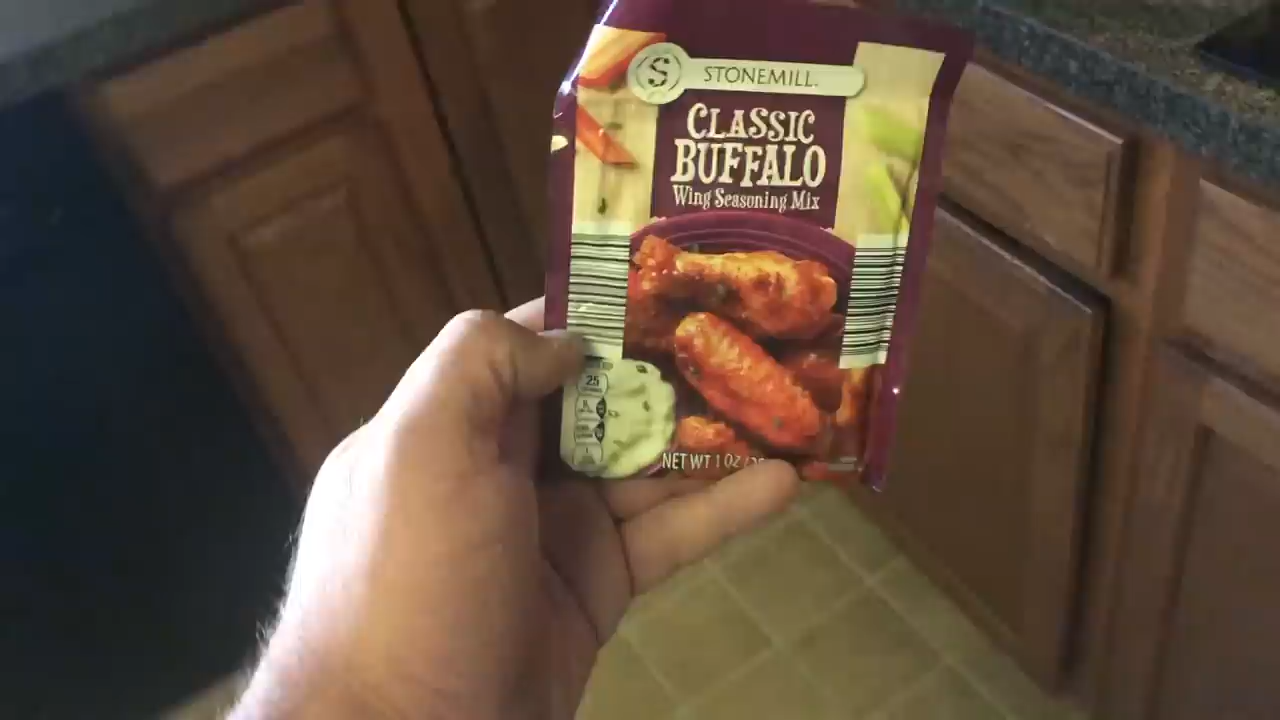 S STONEMILL.
CLASSIC
BUFFALO
Wing Seasoning Mix
25
NET WT 1 OZ